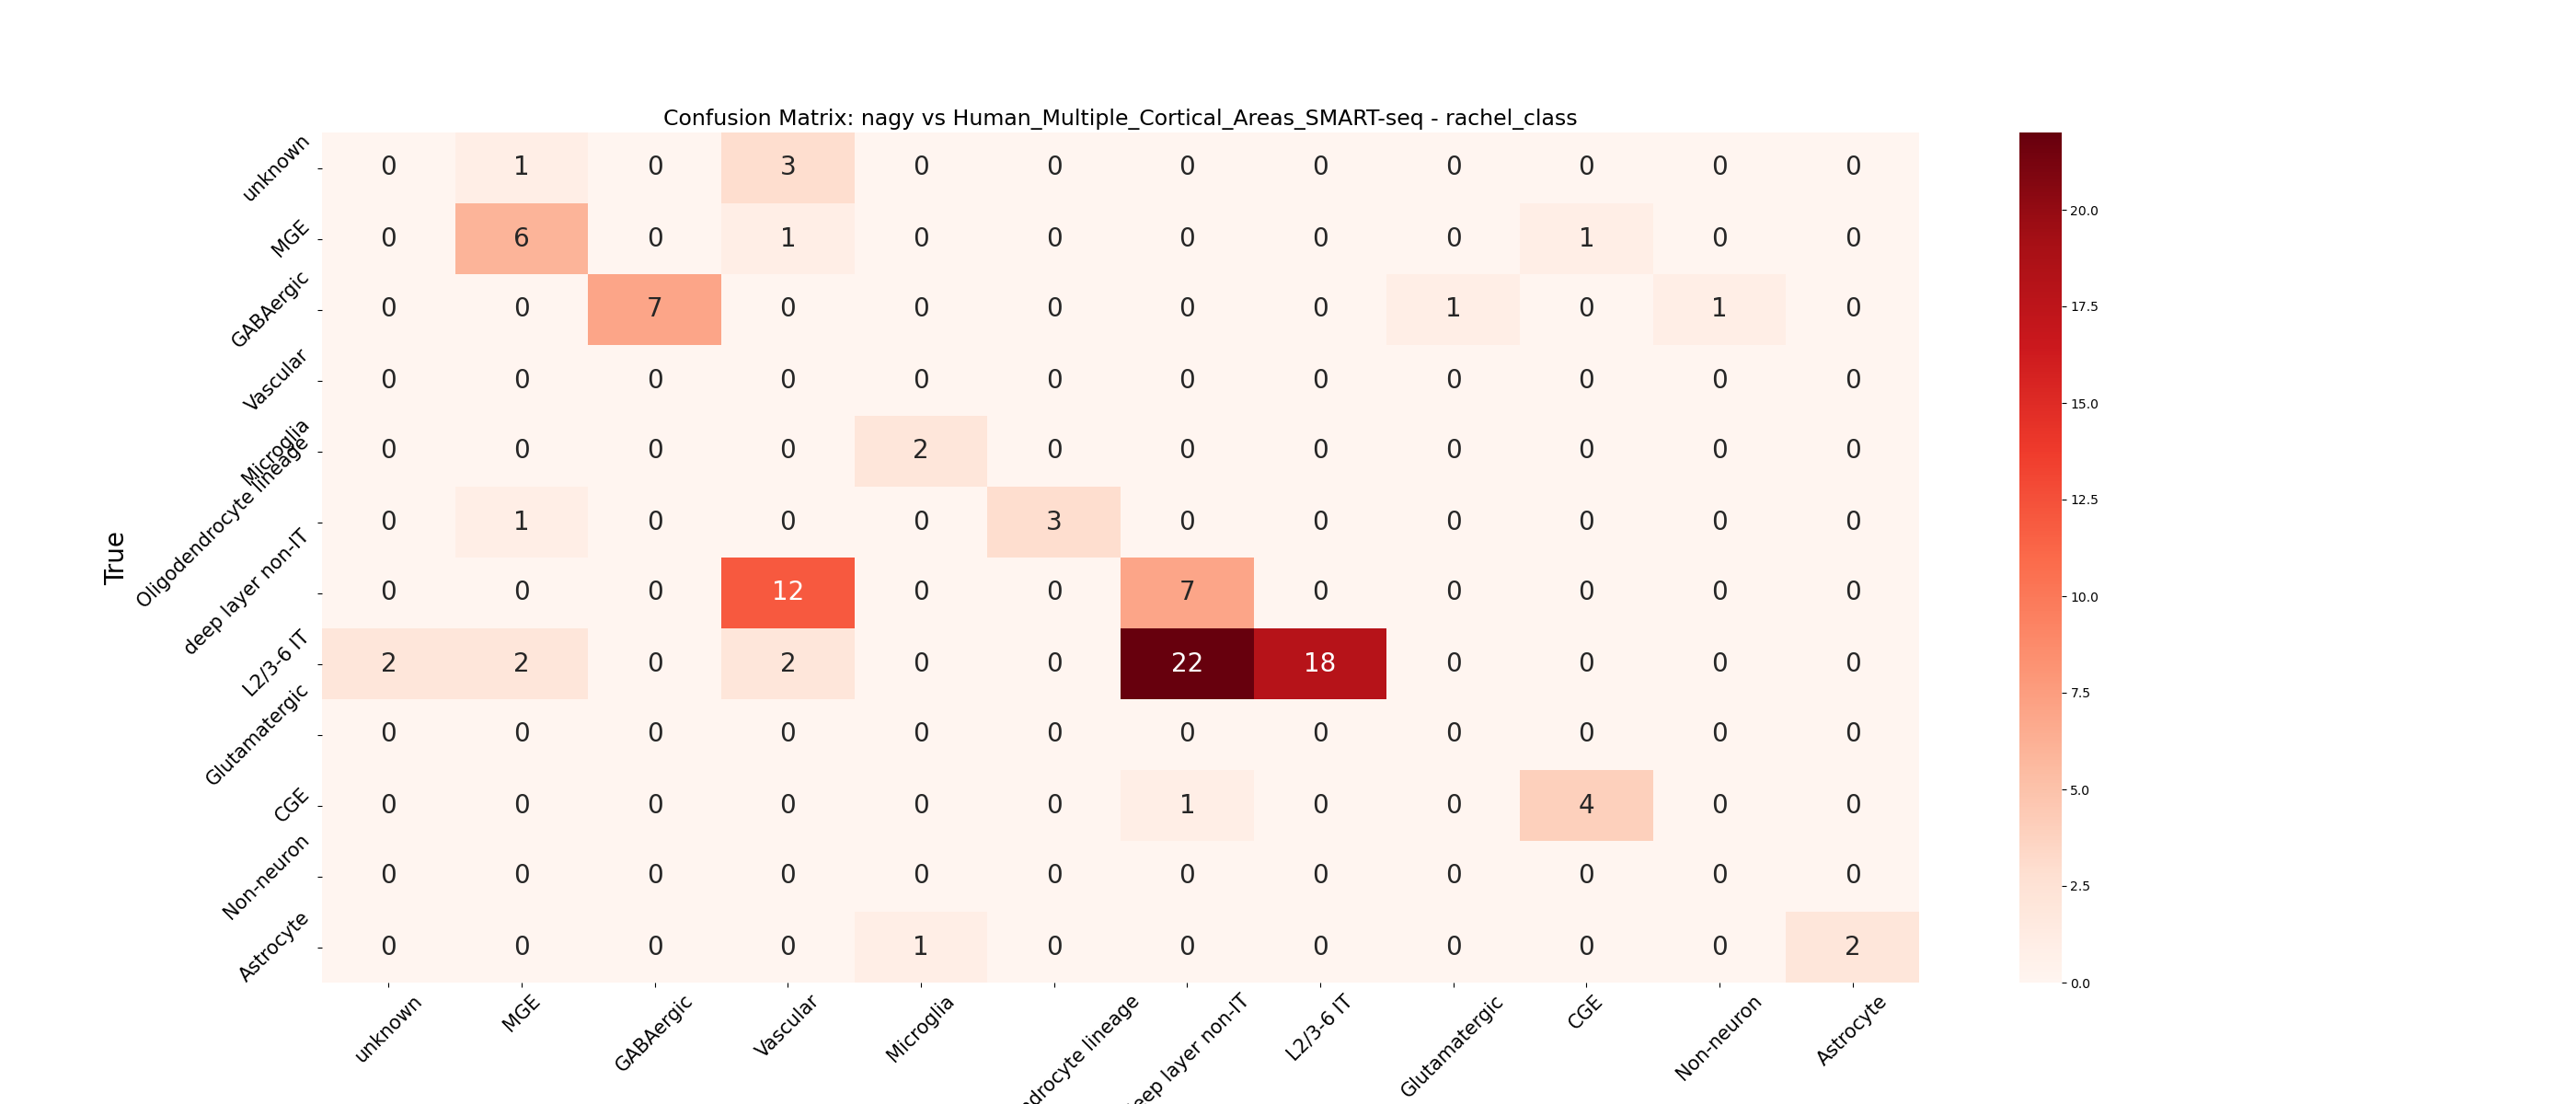 Confusion Matrix: nagy vs Human_Multiple_Cortical_Areas_SMART-seq - rachel_class
True
unknown 0 1 0 3 0 0 0 0 0 0 0 0
MGE 0 6 0 1 0 0 0 0 0 1 0 0
GABAergic 0 0 7 0 0 0 0 0 1 0 1 0
Vascular 0 0 0 0 0 0 0 0 0 0 0 0
Microglia 0 0 0 0 2 0 0 0 0 0 0 0
Oligodendrocyte lineage 0 1 0 0 0 3 0 0 0 0 0 0
deep layer non-IT 0 0 0 12 0 0 7 0 0 0 0 0
L2/3-6 IT 2 2 0 2 0 0 22 18 0 0 0 0
Glutamatergic 0 0 0 0 0 0 0 0 0 0 0 0
CGE 0 0 0 0 0 0 1 0 0 4 0 0
Non-neuron 0 0 0 0 0 0 0 0 0 0 0 0
Astrocyte 0 0 0 0 1 0 0 0 0 0 0 2
unknown MGE GABAergic Vascular Microglia drocyte lineage eep layer non-IT L2/3-6 IT Glutamatergic CGE Non-neuron Astrocyte
20.0
17.5
15.0
12.5
10.0
7.5
5.0
2.5
0.0